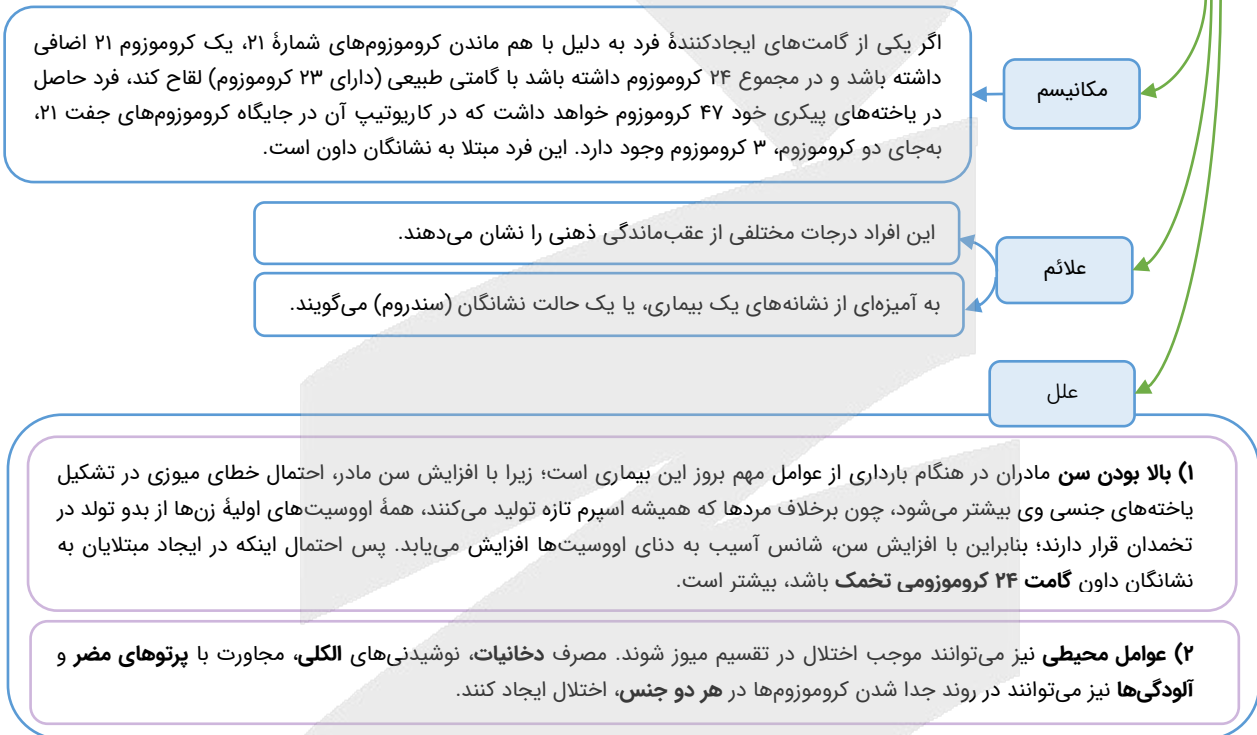 اگر یکی از گامت‌های ایجادکنندهٔ فرد به دلیل با هم ماندن کروموزوم‌های شمارهٔ ۲۱، یک کروموزوم ۲۱ اضافی
داشته باشد و در مجموع ۲۴ کروموزوم داشته باشد با گامتی طبیعی (دارای ۲۳ کروموزوم) لقاح کند، فرد حاصل
در یاخته‌های پیکری خود ۴۷ کروموزوم خواهد داشت که در کاریوتیپ آن در جایگاه کروموزوم‌های جفت ۲۱،
به‌جای دو کروموزوم، ۳ کروموزوم وجود دارد. این فرد مبتلا به نشانگان داون است.
مکانیسم
این افراد درجات مختلفی از عقب‌ماندگی ذهنی را نشان می‌دهند.
علائم
به آمیزه‌ای از نشانه‌های یک بیماری، یا یک حالت نشانگان (سندروم) می‌گویند.
علل
۱) بالا بودن سن مادران در هنگام بارداری از عوامل مهم بروز این بیماری است؛ زیرا با افزایش سن مادر، احتمال خطای میوزی در تشکیل
یاخته‌های جنسی وی بیشتر می‌شود، چون برخلاف مردها که همیشه اسپرم تازه تولید می‌کنند، همهٔ اووسیت‌های اولیهٔ زن‌ها از بدو تولد در
تخمدان قرار دارند؛ بنابراین با افزایش سن، شانس آسیب به دنای اووسیت‌ها افزایش می‌یابد. پس احتمال اینکه در ایجاد مبتلایان به
نشانگان داون گامت ۲۴ کروموزومی تخمک باشد، بیشتر است.
۲) عوامل محیطی نیز می‌توانند موجب اختلال در تقسیم میوز شوند. مصرف دخانیات، نوشیدنی‌های الکلی، مجاورت با پرتوهای مضر و
آلودگی‌ها نیز می‌توانند در روند جدا شدن کروموزوم‌ها در هر دو جنس، اختلال ایجاد کنند.